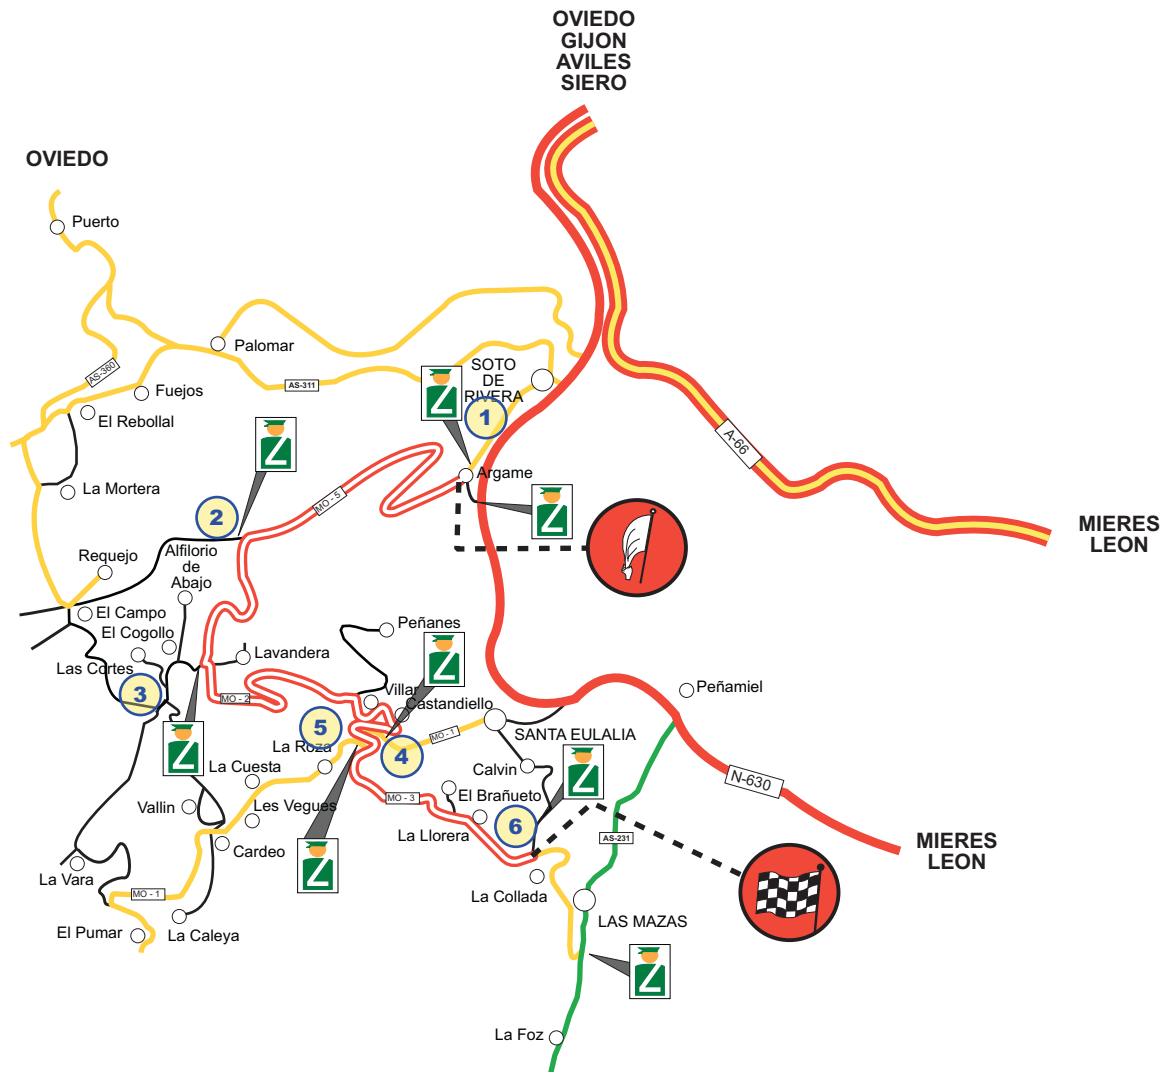 OVIEDO
GIJON
AVILES
SIERO
OVIEDO
Puerto
Palomar
AS-360
AS-311
Fuejos
El Rebollal
SOTO
DE
RIVERA
1
A-66
Argame
La Mortera
MO - 5
2
MIERES
LEON
Requejo
Alfilorio
de
Abajo
El Campo
El Cogollo
Peñanes
Las Cortes
Lavandera
3
MO - 2
Villar
Castandiello
Peñamiel
5
MO - 1
4
SANTA EULALIA
La Roza
La Cuesta
Calvin
N-630
Vallin
Les Vegues
MO - 3
El Brañueto
La Llorera
6
AS-231
MIERES
LEON
Cardeo
La Vara
MO - 1
La Collada
LAS MAZAS
El Pumar
La Caleya
La Foz